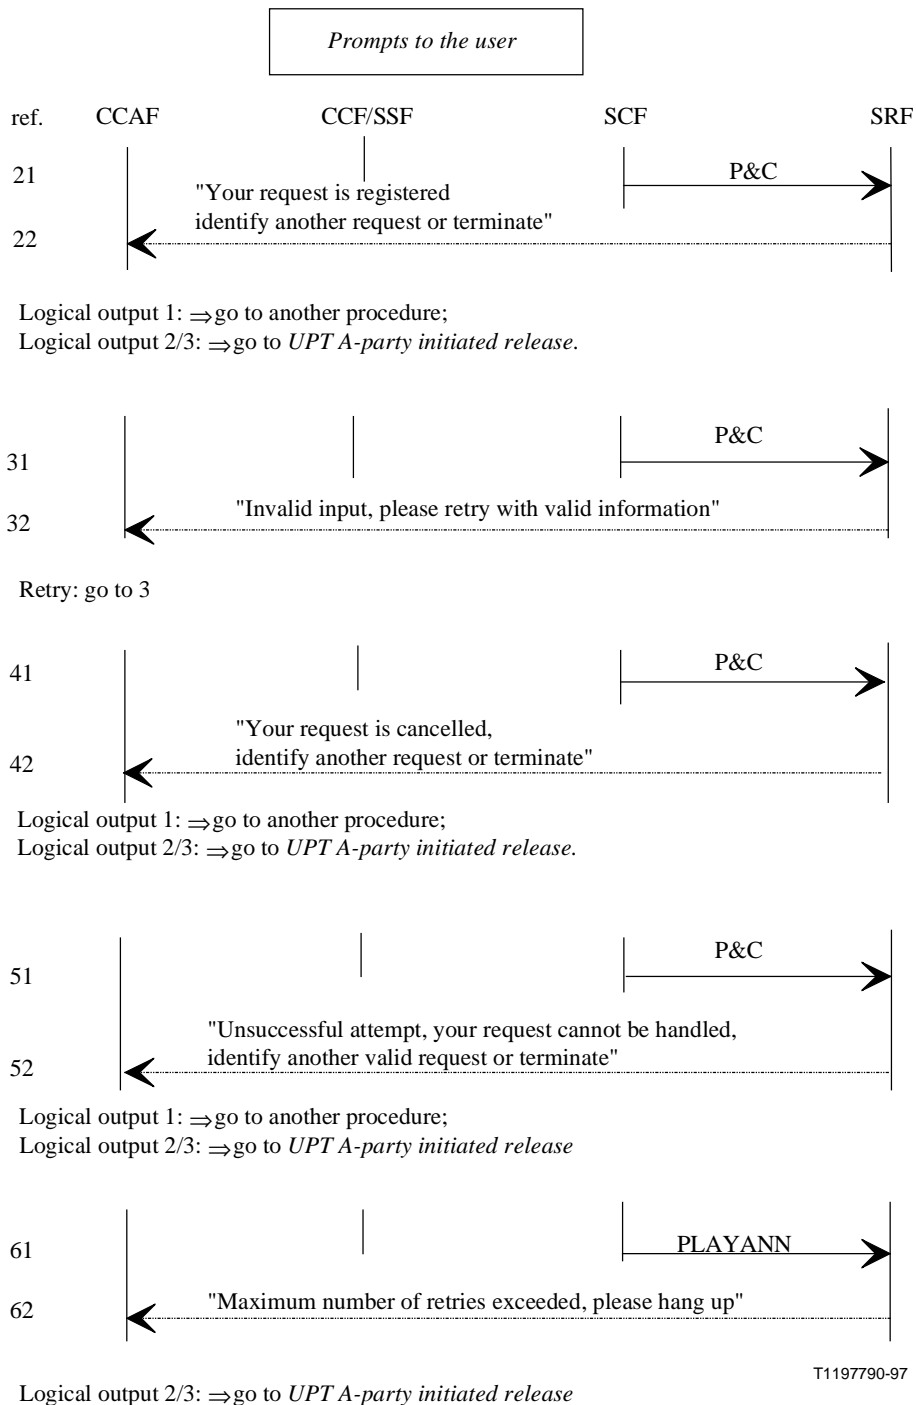 Prompts to the user
ref. CCAF CCF/SSF SCF SRF
21 P&C
"Your request is registered
identify another request or terminate"
22
Logical output 1: ⇒go to another procedure;
Logical output 2/3: ⇒go to UPT A-party initiated release.
P&C
31
"Invalid input, please retry with valid information"
32
Retry: go to 3
41 P&C
"Your request is cancelled,
identify another request or terminate"
42
Logical output 1: ⇒go to another procedure;
Logical output 2/3: ⇒go to UPT A-party initiated release.
P&C
51
"Unsuccessful attempt, your request cannot be handled,
identify another valid request or terminate"
52
Logical output 1: ⇒go to another procedure;
Logical output 2/3: ⇒go to UPT A-party initiated release
61 PLAYANN
"Maximum number of retries exceeded, please hang up"
62
T1197790-97
Logical output 2/3: ⇒go to UPT A-party initiated release